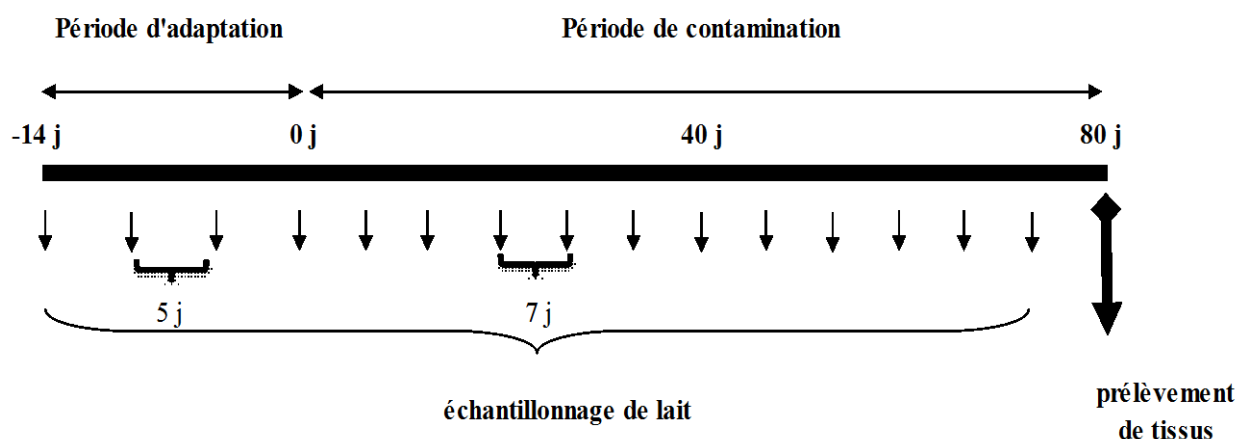 Période d'adaptation
Période de contamination
-14 j
0 j
40 j
80 j
5 j
7 j
échantillonnage de lait
prélèvement
de tissus